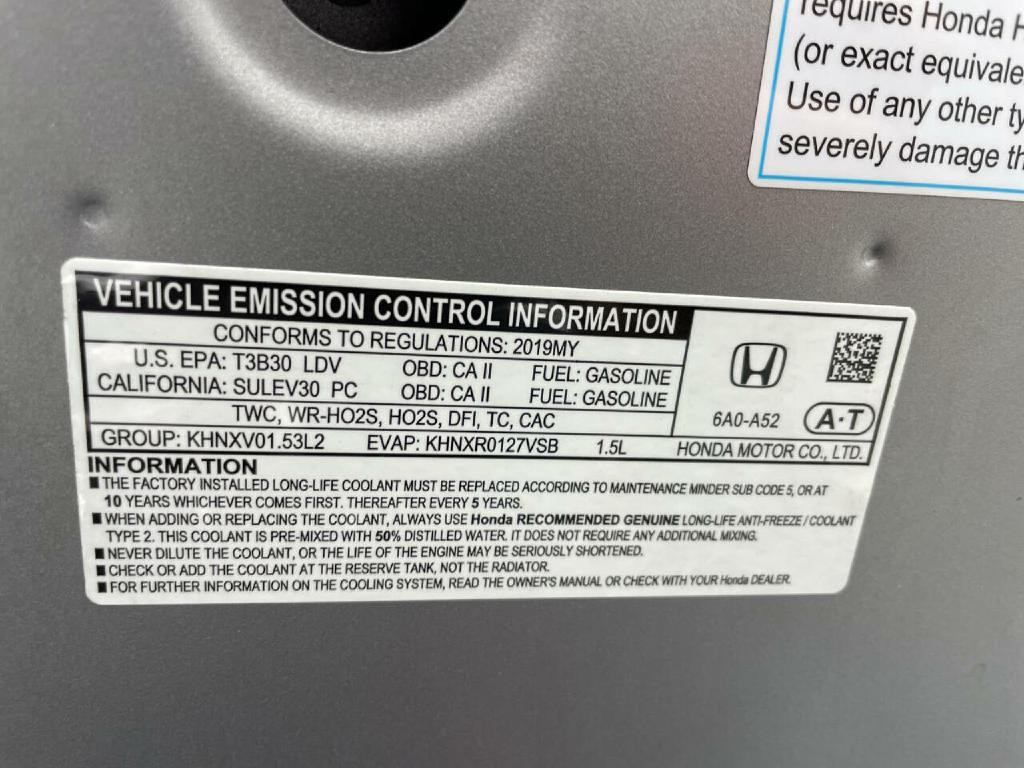 requires Honda
(or exact
Use of any other
severely damage
VEHICLE EMISSION CONTROL INFORMATION
CONFORMS TO REGULATIONS: 2019MY
U.S. EPA: T3B30 LDV OBD: CA II FUEL: GASOLINE
CALIFORNIA: SULEV30 PC OBD: CA II FUEL: GASOLINE
TWC, WR-HO2S, HO2S, DFI, TC, CAC
6A0-A52 A·T
GROUP: KHNXV01.53L2 EVAP: KHNXR0127VSB 1.5L HONDA MOTOR CO., LTD.
INFORMATION
■ THE FACTORY INSTALLED LONG-LIFE COOLANT MUST BE REPLACED ACCORDING TO MAINTENANCE MINDER SUB CODE 5, OR AT
10 YEARS WHICHEVER COMES FIRST. THEREAFTER EVERY 5 YEARS.
■ WHEN ADDING OR REPLACING THE COOLANT, ALWAYS USE Honda RECOMMENDED GENUINE LONG-LIFE ANTI-FREEZE / COOLANT
TYPE 2. THIS COOLANT IS PRE-MIXED WITH 50% DISTILLED WATER. IT DOES NOT REQUIRE ANY ADDITIONAL MIXING.
■ NEVER DILUTE THE COOLANT, OR THE LIFE OF THE ENGINE MAY BE SERIOUSLY SHORTENED.
■ CHECK OR ADD THE COOLANT AT THE RESERVE TANK, NOT THE RADIATOR.
■ FOR FURTHER INFORMATION ON THE COOLING SYSTEM, READ THE OWNER'S MANUAL OR CHECK WITH YOUR Honda DEALER.